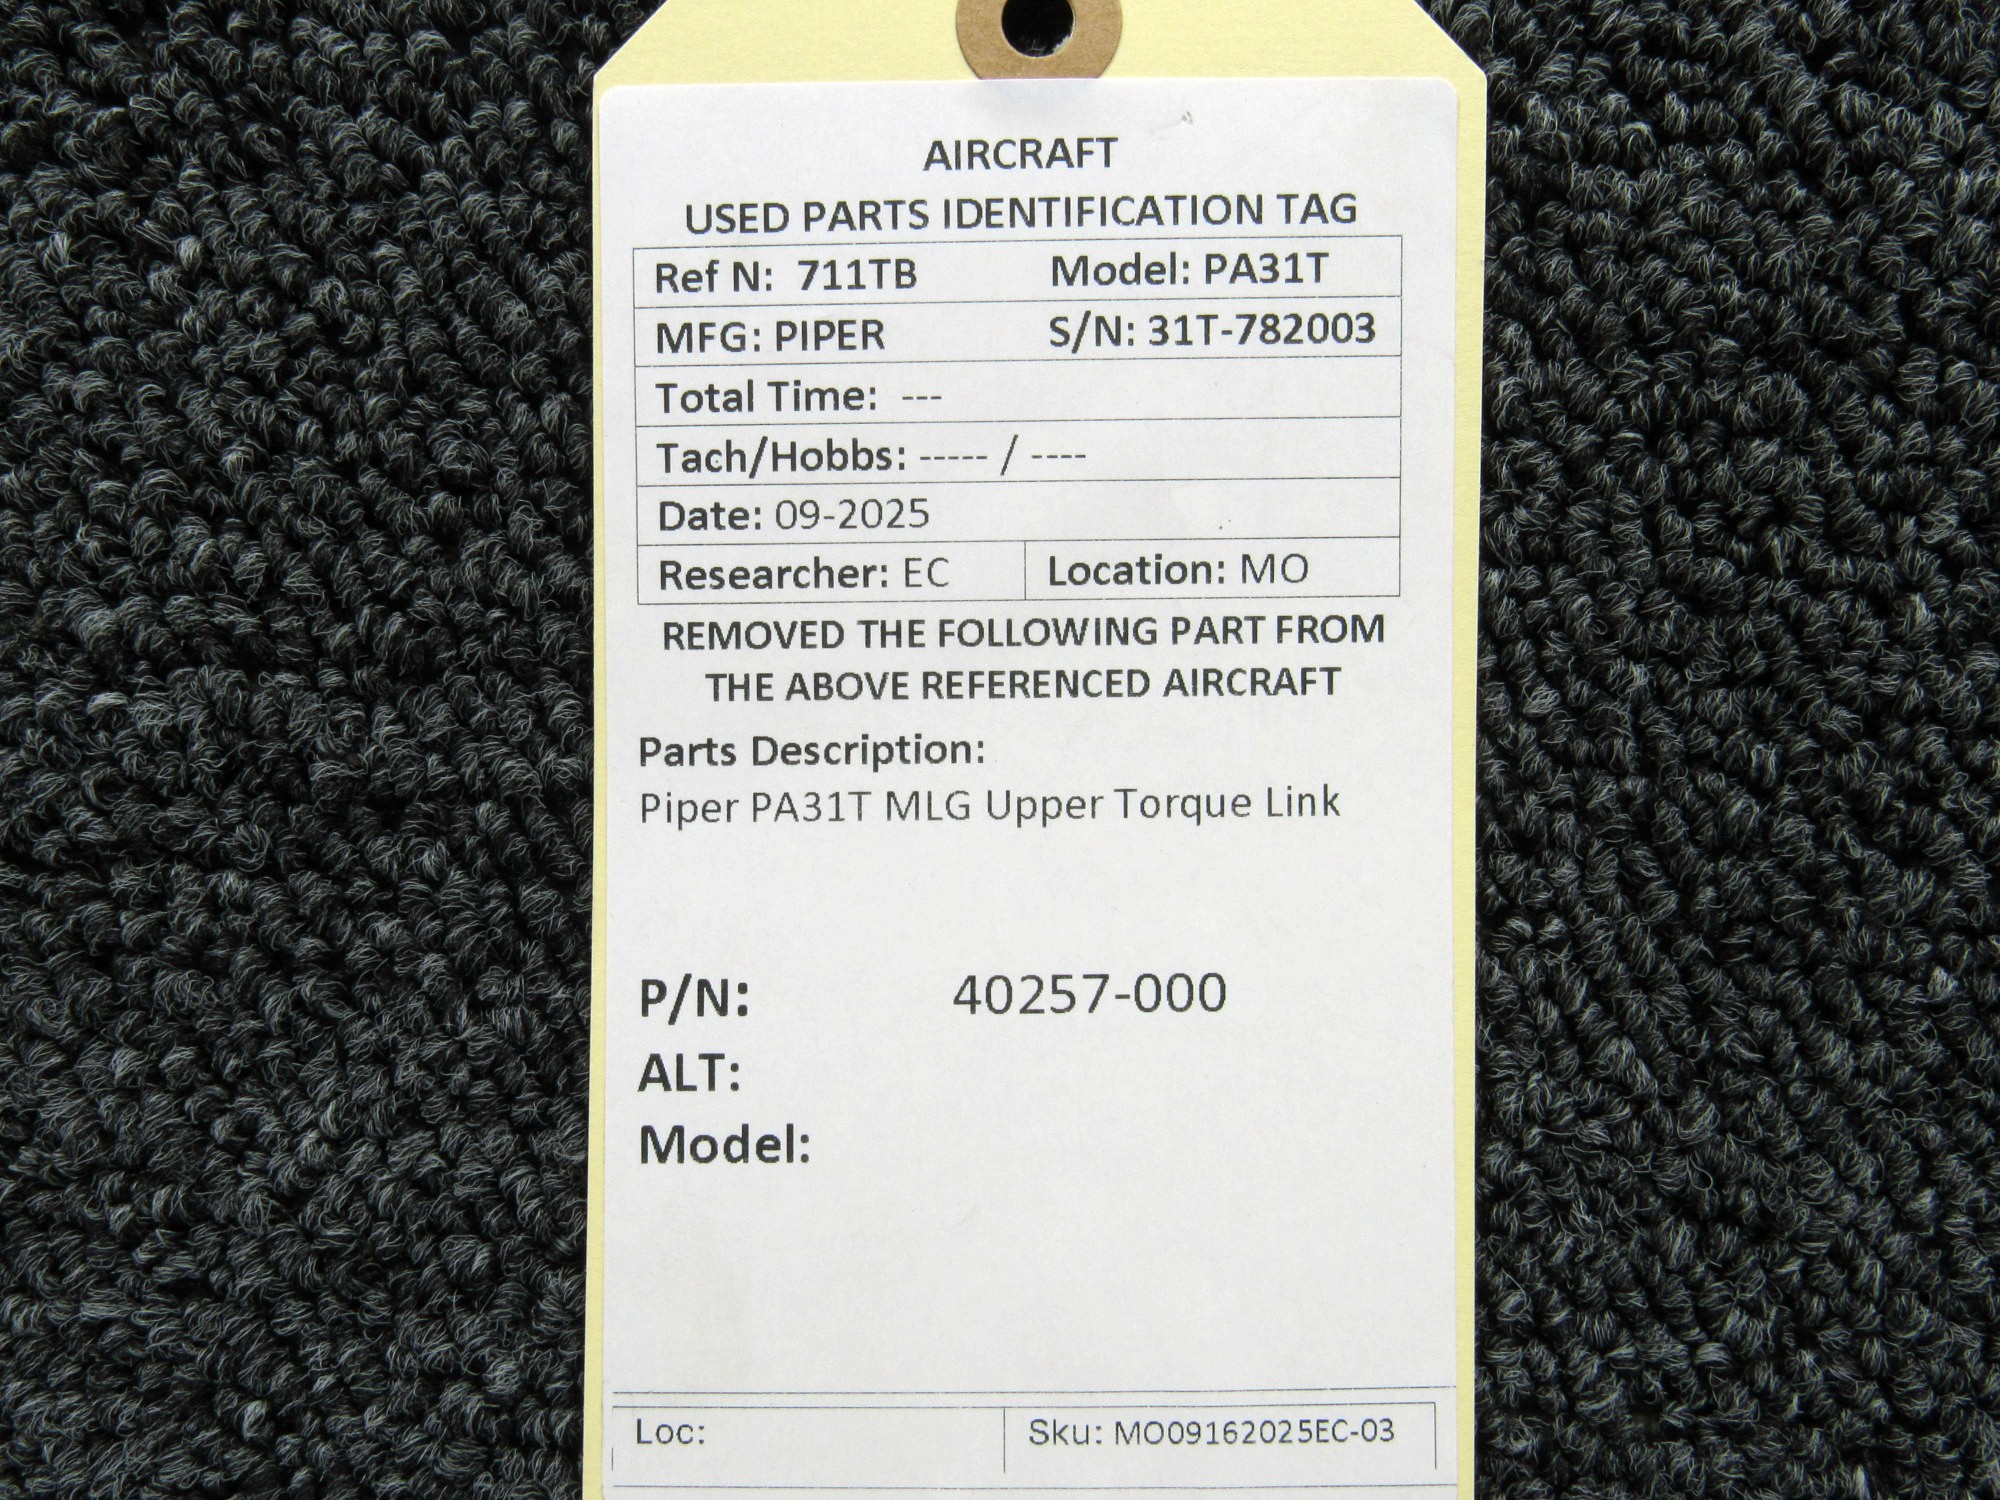 AIRCRAFT
USED PARTS IDENTIFICATION TAG
Ref N: 711TB Model: PA31T
MFG: PIPER S/N: 31T-782003
Total Time: ---
Tach/Hobbs: ----- / ----
Date: 09-2025
Researcher: EC Location: MO
REMOVED THE FOLLOWING PART FROM
THE ABOVE REFERENCED AIRCRAFT
Parts Description:
Piper PA31T MLG Upper Torque Link
P/N: 40257-000
ALT:
Model:
Loc: Sku: MO09162025EC-03